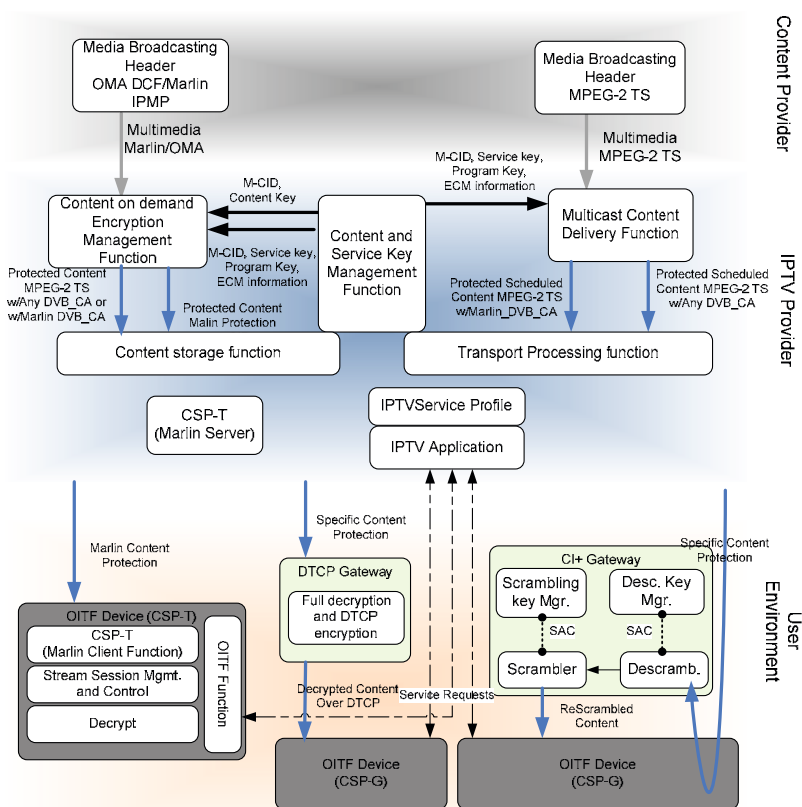 Media Broadcasting
Header
OMA DCF/Marlin
IPMP
Media Broadcasting
Header
MPEG-2 TS
Content Provider
Multimedia
Marlin/OMA
Multimedia
MPEG-2 TS
M-CID,
Content Key
M-CID, Service key,
Program Key,
ECM information
Content on demand
Encryption
Management
Function
Content and
Service Key
Management
Function
Multicast Content
Delivery Function
M-CID, Service key,
Program Key,
ECM information
IPTV Provider
Protected Content
MPEG-2 TS
w/Any DVB_CA or
w/Marlin DVB_CA
Protected Content
Malin Protection
Protected Scheduled
Content MPEG-2 TS
w/Marlin_DVB_CA
Protected Scheduled
Content MPEG-2 TS
w/Any DVB_CA
Content storage function
Transport Processing function
CSP-T
(Marlin Server)
IPTVService Profile
IPTV Application
Marlin Content
Protection
Specific Content
Protection
Specific Content
Protection
User
Environment
DTCP Gateway
Full decryption
and DTCP
encryption
CI+ Gateway
Scrambling
key Mgr.
Desc. Key
Mgr.
SAC
SAC
Scrambler
Descramb.
OITF Device (CSP-T)
CSP-T
(Marlin Client Function)
Stream Session Mgmt.
and Control
Decrypt
OITF Function
Decrypted Content
Over DTCP
Service Requests
ReScrambled
Content
OITF Device
(CSP-G)
OITF Device
(CSP-G)